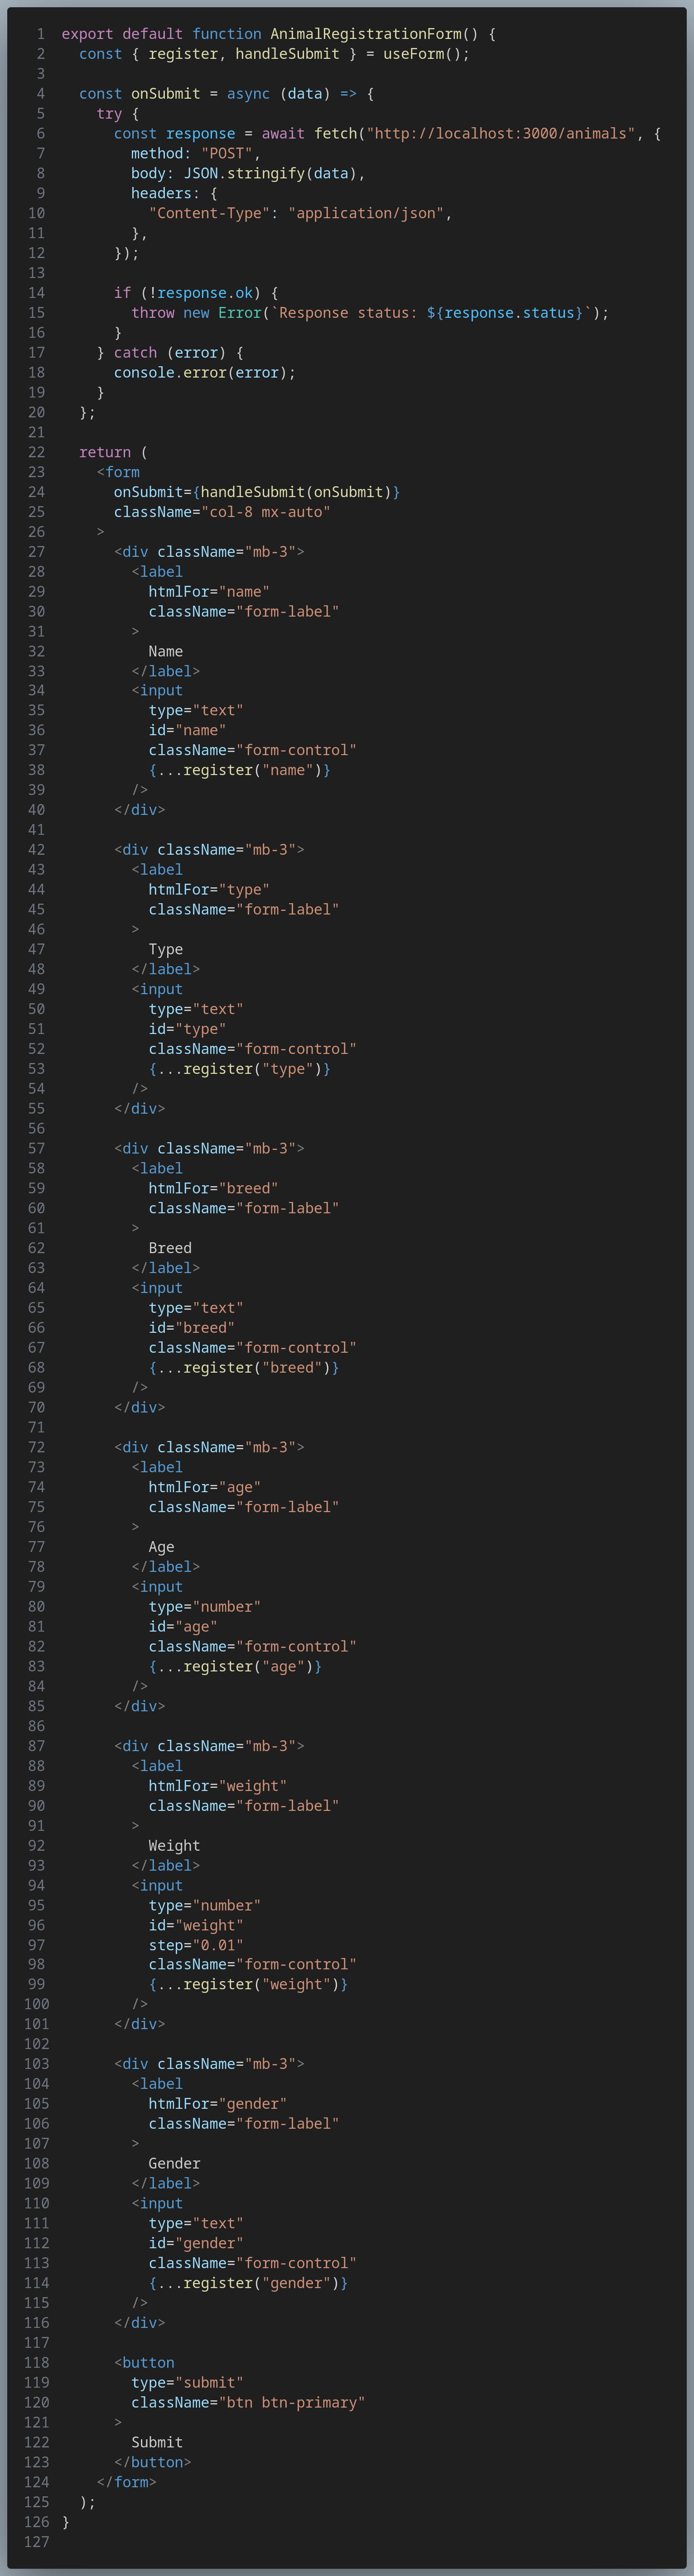 1 export default function AnimalRegistrationForm() {
2   const { register, handleSubmit } = useForm();
3
4   const onSubmit = async (data) => {
5     try {
6       const response = await fetch("http://localhost:3000/animals", {
7         method: "POST",
8         body: JSON.stringify(data),
9         headers: {
10           "Content-Type": "application/json",
11         },
12       });
13
14       if (!response.ok) {
15         throw new Error(`Response status: ${response.status}`);
16       }
17     } catch (error) {
18       console.error(error);
19     }
20   };
21
22   return (
23     <form
24       onSubmit={handleSubmit(onSubmit)}
25       className="col-8 mx-auto"
26     >
27       <div className="mb-3">
28         <label
29           htmlFor="name"
30           className="form-label"
31         >
32           Name
33         </label>
34         <input
35           type="text"
36           id="name"
37           className="form-control"
38           {...register("name")}
39         />
40       </div>
41
42       <div className="mb-3">
43         <label
44           htmlFor="type"
45           className="form-label"
46         >
47           Type
48         </label>
49         <input
50           type="text"
51           id="type"
52           className="form-control"
53           {...register("type")}
54         />
55       </div>
56
57       <div className="mb-3">
58         <label
59           htmlFor="breed"
60           className="form-label"
61         >
62           Breed
63         </label>
64         <input
65           type="text"
66           id="breed"
67           className="form-control"
68           {...register("breed")}
69         />
70       </div>
71
72       <div className="mb-3">
73         <label
74           htmlFor="age"
75           className="form-label"
76         >
77           Age
78         </label>
79         <input
80           type="number"
81           id="age"
82           className="form-control"
83           {...register("age")}
84         />
85       </div>
86
87       <div className="mb-3">
88         <label
89           htmlFor="weight"
90           className="form-label"
91         >
92           Weight
93         </label>
94         <input
95           type="number"
96           id="weight"
97           step="0.01"
98           className="form-control"
99           {...register("weight")}
100         />
101       </div>
102
103       <div className="mb-3">
104         <label
105           htmlFor="gender"
106           className="form-label"
107         >
108           Gender
109         </label>
110         <input
111           type="text"
112           id="gender"
113           className="form-control"
114           {...register("gender")}
115         />
116       </div>
117
118       <button
119         type="submit"
120         className="btn btn-primary"
121       >
122         Submit
123       </button>
124     </form>
125   );
126 }
127